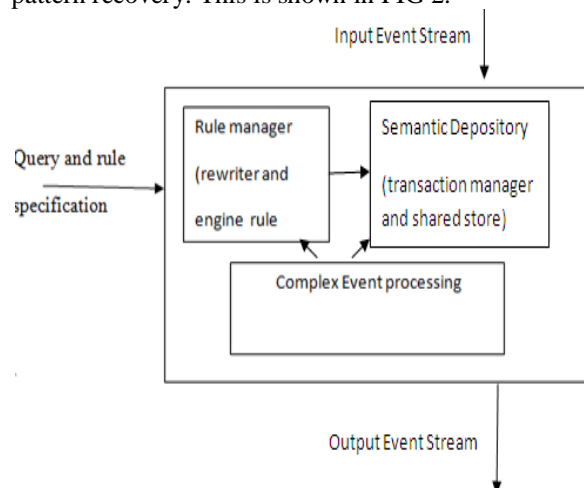 pattern recovery. This is shown in FIG 2.
Input Event Stream
Rule manager
(rewriter and
engine rule
Semantic Depository
(transaction manager
and shared store)
Query and rule
specification
Complex Event processing
Output Event Stream